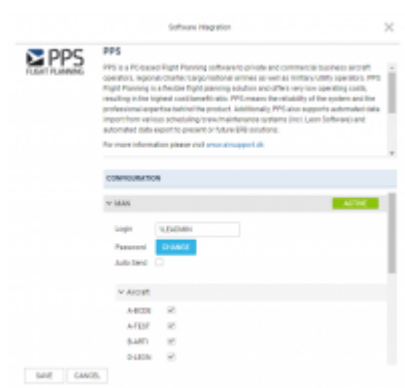 Software Integration
PPS
FLIGHT PLANNING
PPS
PPS is a PC-based Flight Planning software to private and commercial business aircraft
operators, regional/charter/cargo/national airlines as well as military/utility operators. PPS
Flight Planning is a flexible flight planning solution and offers very low operating costs,
resulting in the highest cost-benefit ratio. PPS means the reliability of the system and the
professional expertise behind the product. Additionally, PPS also supports automated data
import from various scheduling/crew/maintenance systems (incl. Leon Software) and
automated data export to present or future ERB solutions.
For more information please visit www.airsupport.dk
CONFIGURATION
MAIN
ACTIVE
Login
Password
CHANGE
Auto Send
Aircraft
A-BCDE
A-TEST
B-ARTI
D-LEON
SAVE
CANCEL